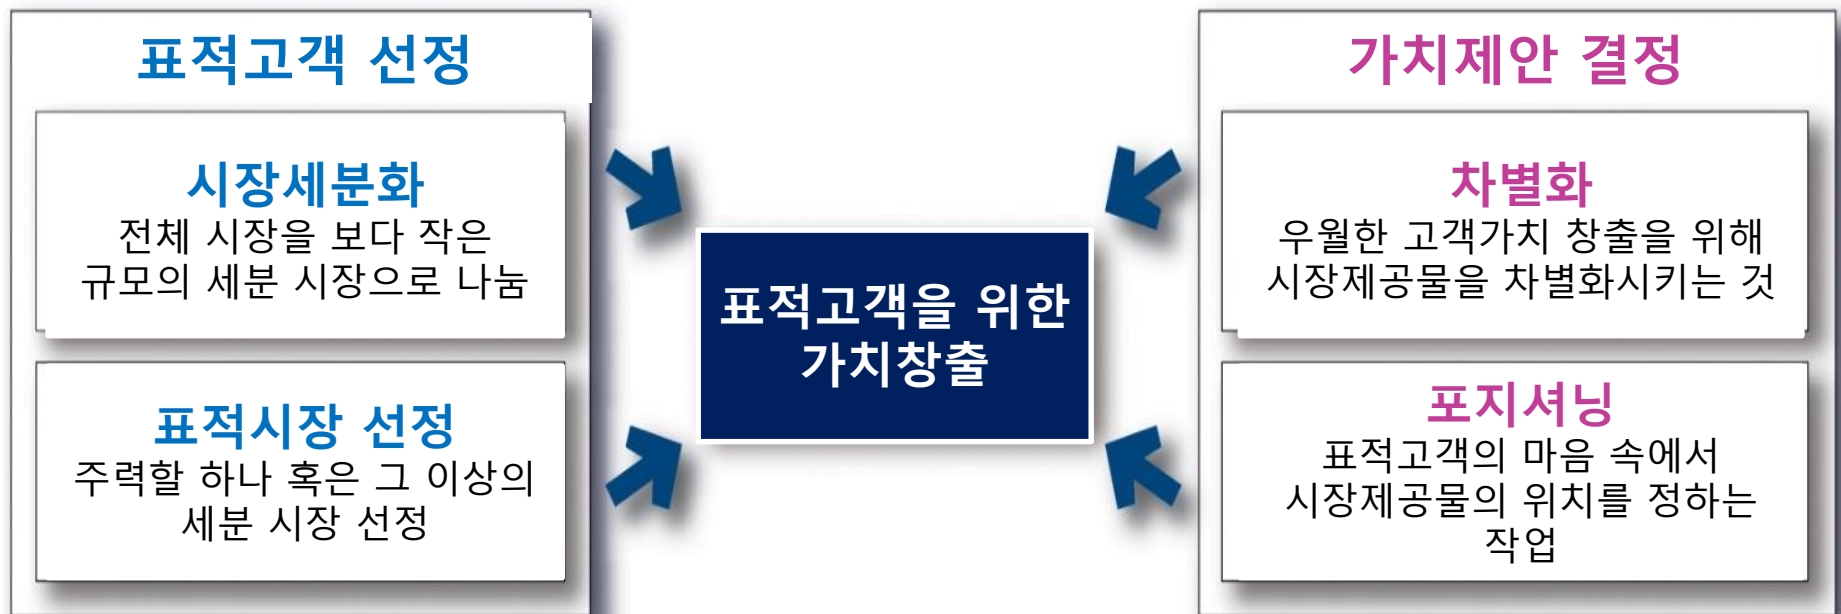 표적고객 선정
시장세분화
전체 시장을 보다 작은
규모의 세분 시장으로 나눔
표적시장 선정
주력할 하나 혹은 그 이상의
세분 시장 선정
표적고객을 위한
가치창출
가치제안 결정
차별화
우월한 고객가치 창출을 위해
시장제공물을 차별화시키는 것
포지셔닝
표적고객의 마음 속에서
시장제공물의 위치를 정하는
작업